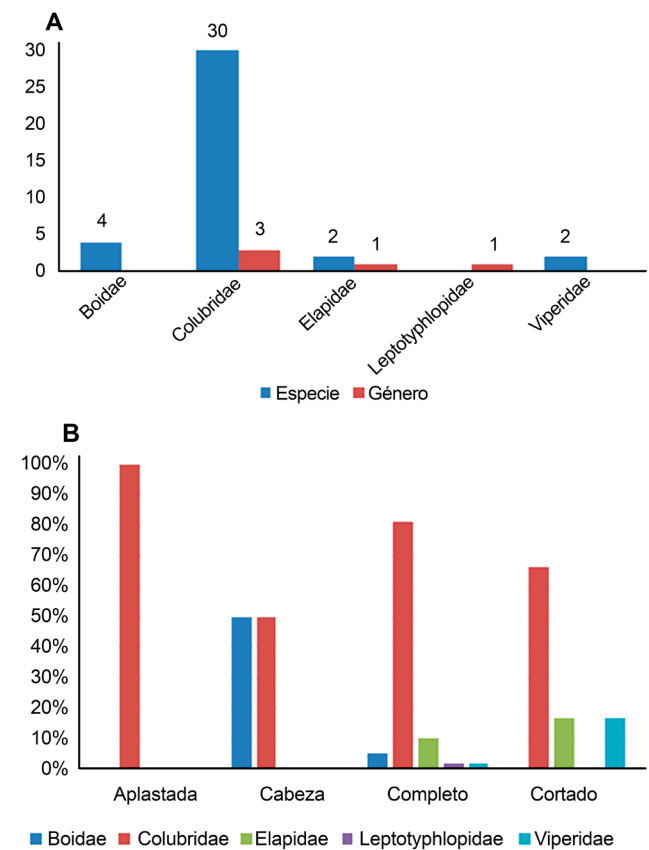 A
30
30
25
20
15
10
5
0
4
3
2
1
1
2
Boidae
Colubridae
Elapidae
Leptotyphlopidae
Viperidae
Especie
Género
B
100%
90%
80%
70%
60%
50%
40%
30%
20%
10%
0%
Aplastada
Cabeza
Completo
Cortado
Boidae
Colubridae
Elapidae
Leptotyphlopidae
Viperidae